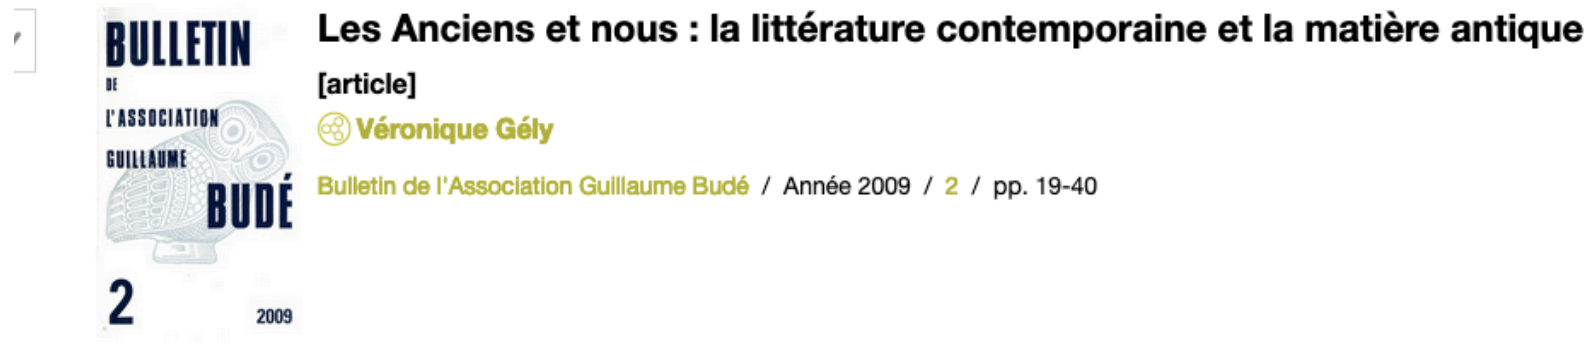 BULLETIN
DE
L'ASSOCIATION
GUILLAUME
BUDÉ
2
2009
Les Anciens et nous : la littérature contemporaine et la matière antique
[article]
Véronique Gély
Bulletin de l'Association Guillaume Budé / Année 2009 / 2 / pp. 19-40